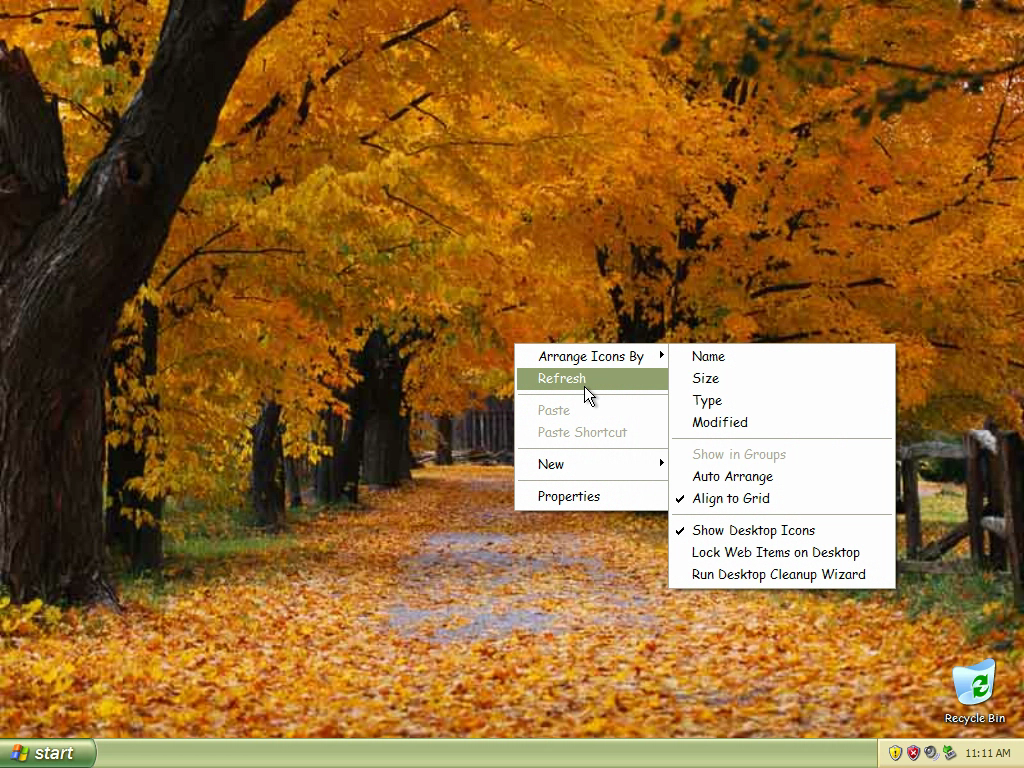 Arrange Icons By
Refresh
Paste
Paste Shortcut
New
Properties
Name
Size
Type
Modified
Show in Groups
Auto Arrange
Align to Grid
Show Desktop Icons
Lock Web Items on Desktop
Run Desktop Cleanup Wizard
Recycle Bin
start
11:11 AM